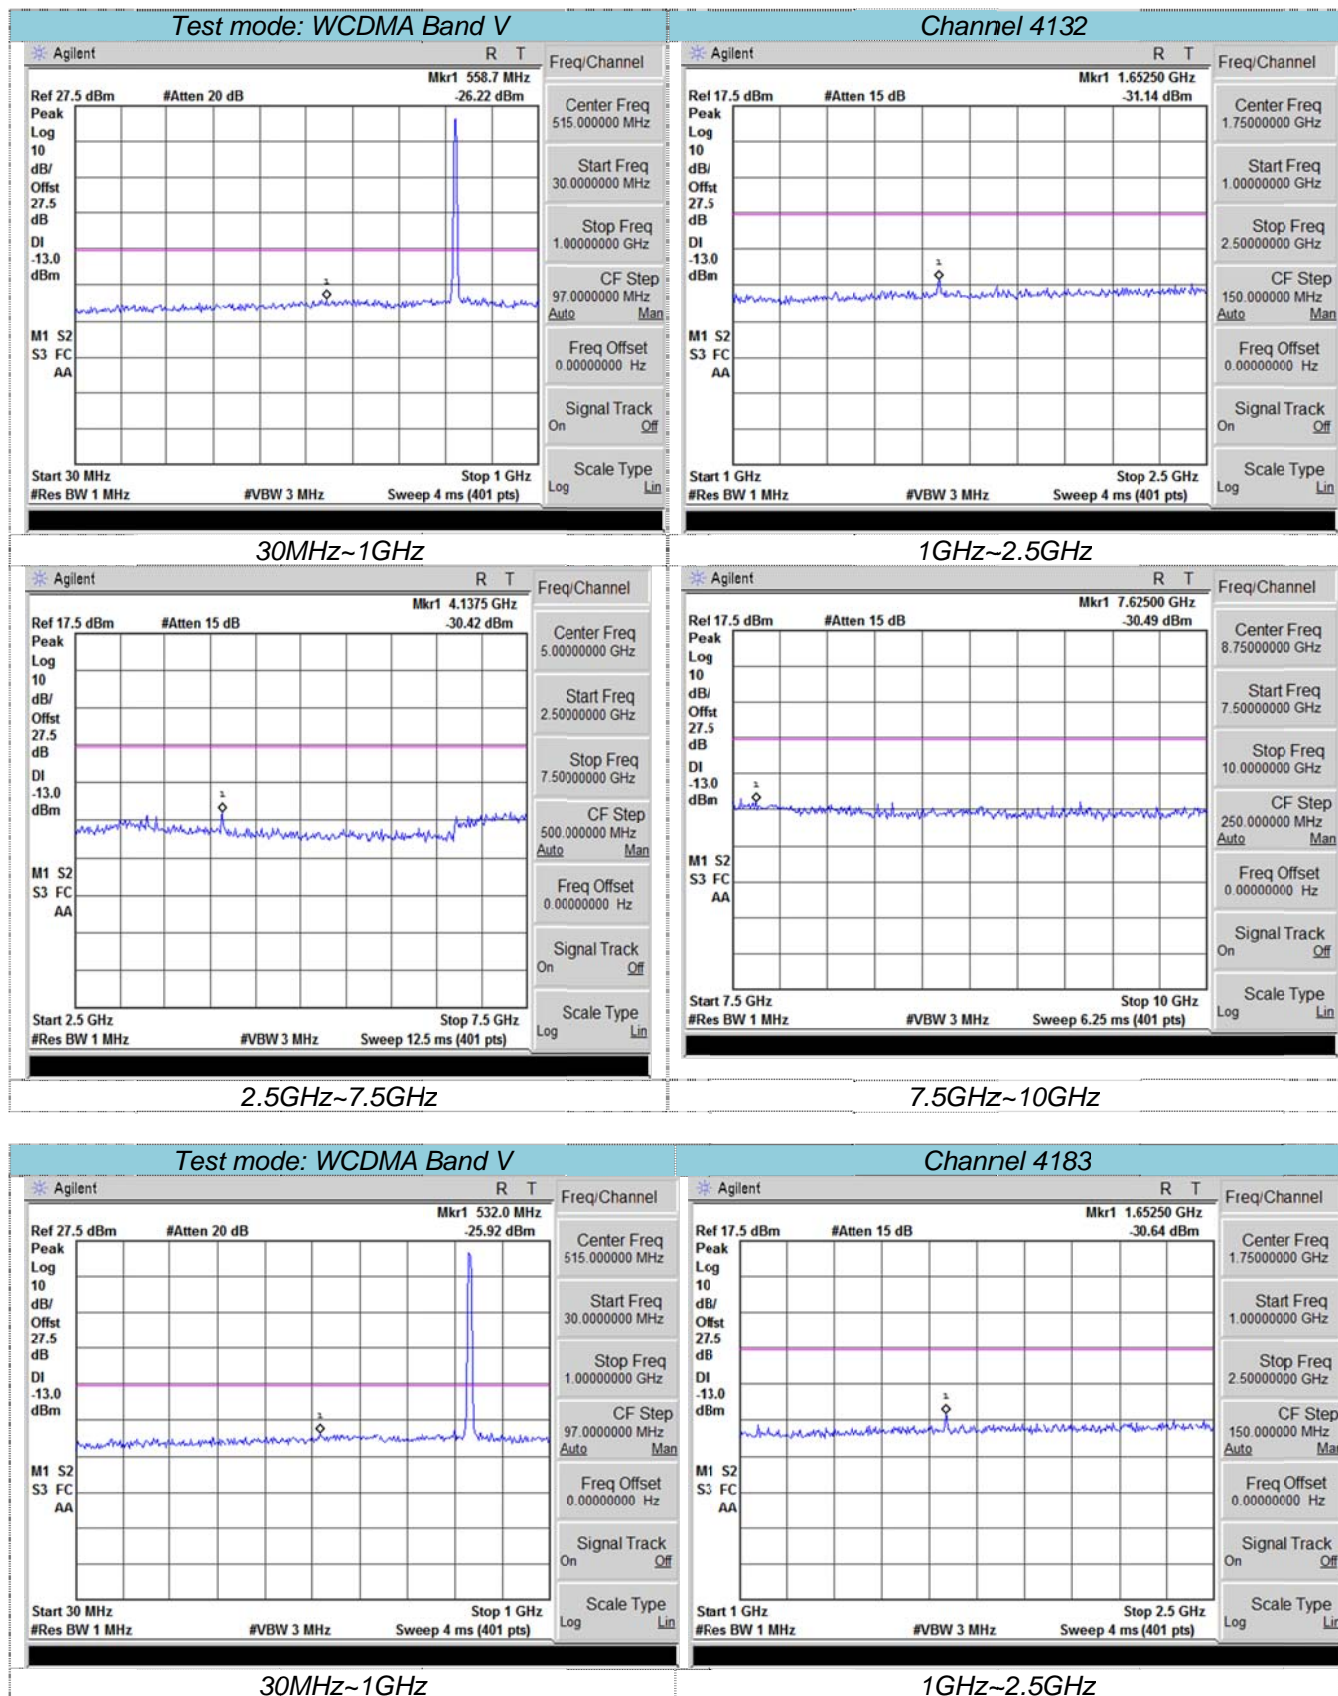 Test mode: WCDMA Band V
Channel 4132
Agilent
R T
Mkr1 558.7 MHz
Ref 27.5 dBm #Atten 20 dB -26.22 dBm
Peak
Log
10
dB/
Offst
27.5
dB
DI
-13.0
dBm
M1 S2
S3 FC
AA
1
Start 30 MHz Stop 1 GHz
#Res BW 1 MHz #VBW 3 MHz Sweep 4 ms (401 pts)
Freq/Channel
Center Freq
515.000000 MHz
Start Freq
30.0000000 MHz
Stop Freq
1.00000000 GHz
CF Step
97.0000000 MHz
Auto Man
Freq Offset
0.00000000 Hz
Signal Track
On Off
Scale Type
Log Lin
30MHz~1GHz
Agilent
R T
Mkr1 1.65250 GHz
Ref 17.5 dBm #Atten 15 dB -31.14 dBm
Peak
Log
10
dB/
Offst
27.5
dB
DI
-13.0
dBm
M1 S2
S3 FC
AA
1
Start 1 GHz Stop 2.5 GHz
#Res BW 1 MHz #VBW 3 MHz Sweep 4 ms (401 pts)
Freq/Channel
Center Freq
1.75000000 GHz
Start Freq
1.00000000 GHz
Stop Freq
2.50000000 GHz
CF Step
150.000000 MHz
Auto Man
Freq Offset
0.00000000 Hz
Signal Track
On Off
Scale Type
Log Lin
1GHz~2.5GHz
Agilent
R T
Mkr1 4.1375 GHz
Ref 17.5 dBm #Atten 15 dB -30.42 dBm
Peak
Log
10
dB/
Offst
27.5
dB
DI
-13.0
dBm
M1 S2
S3 FC
AA
1
Start 2.5 GHz Stop 7.5 GHz
#Res BW 1 MHz #VBW 3 MHz Sweep 12.5 ms (401 pts)
Freq/Channel
Center Freq
5.00000000 GHz
Start Freq
2.50000000 GHz
Stop Freq
7.50000000 GHz
CF Step
500.000000 MHz
Auto Man
Freq Offset
0.00000000 Hz
Signal Track
On Off
Scale Type
Log Lin
2.5GHz~7.5GHz
Agilent
R T
Mkr1 7.62500 GHz
Ref 17.5 dBm #Atten 15 dB -30.49 dBm
Peak
Log
10
dB/
Offst
27.5
dB
DI
-13.0
dBm
M1 S2
S3 FC
AA
1
Start 7.5 GHz Stop 10 GHz
#Res BW 1 MHz #VBW 3 MHz Sweep 6.25 ms (401 pts)
Freq/Channel
Center Freq
8.75000000 GHz
Start Freq
7.50000000 GHz
Stop Freq
10.0000000 GHz
CF Step
250.000000 MHz
Auto Man
Freq Offset
0.00000000 Hz
Signal Track
On Off
Scale Type
Log Lin
7.5GHz~10GHz
Test mode: WCDMA Band V
Channel 4183
Agilent
R T
Mkr1 532.0 MHz
Ref 27.5 dBm #Atten 20 dB -25.92 dBm
Peak
Log
10
dB/
Offst
27.5
dB
DI
-13.0
dBm
M1 S2
S3 FC
AA
1
Start 30 MHz Stop 1 GHz
#Res BW 1 MHz #VBW 3 MHz Sweep 4 ms (401 pts)
Freq/Channel
Center Freq
515.000000 MHz
Start Freq
30.0000000 MHz
Stop Freq
1.00000000 GHz
CF Step
97.0000000 MHz
Auto Man
Freq Offset
0.00000000 Hz
Signal Track
On Off
Scale Type
Log Lin
30MHz~1GHz
Agilent
R T
Mkr1 1.65250 GHz
Ref 17.5 dBm #Atten 15 dB -30.64 dBm
Peak
Log
10
dB/
Offst
27.5
dB
DI
-13.0
dBm
M1 S2
S3 FC
AA
1
Start 1 GHz Stop 2.5 GHz
#Res BW 1 MHz #VBW 3 MHz Sweep 4 ms (401 pts)
Freq/Channel
Center Freq
1.75000000 GHz
Start Freq
1.00000000 GHz
Stop Freq
2.50000000 GHz
CF Step
150.000000 MHz
Auto Man
Freq Offset
0.00000000 Hz
Signal Track
On Off
Scale Type
Log Lin
1GHz~2.5GHz